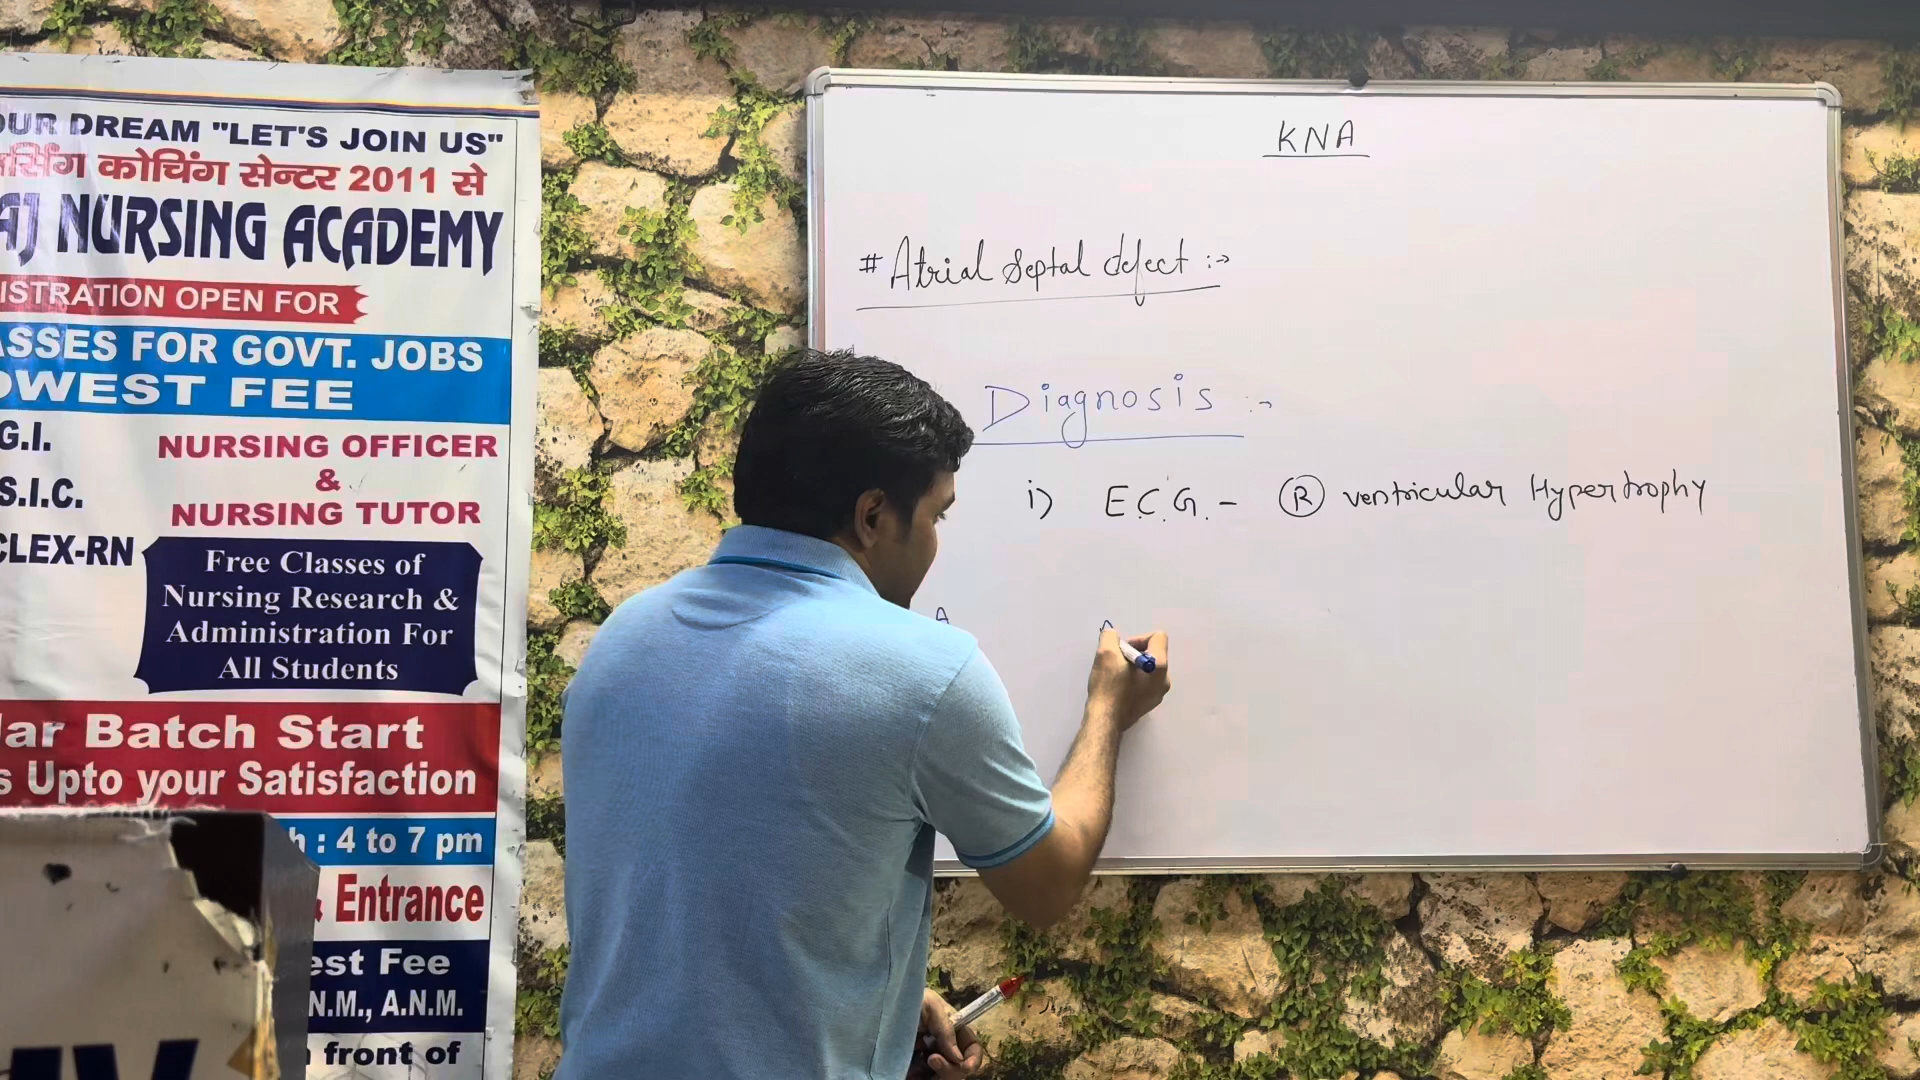 OUR DREAM "LET'S JOIN US"
र्सिंग कोचिंग सेन्टर 2011 से
AJ NURSING ACADEMY
ISTRATION OPEN FOR
ASSES FOR GOVT. JOBS
OWEST FEE
G.I.
S.I.C.
CLEX-RN
NURSING OFFICER
&
NURSING TUTOR
Free Classes of
Nursing Research &
Administration For
All Students
lar Batch Start
s Upto your Satisfaction
h : 4 to 7 pm
& Entrance
est Fee
N.M., A.N.M.
front of
KNA
# Atrial Septal defect :->
Diagnosis :-
i) E.C.G. - Ⓡ ventricular Hypertrophy
A